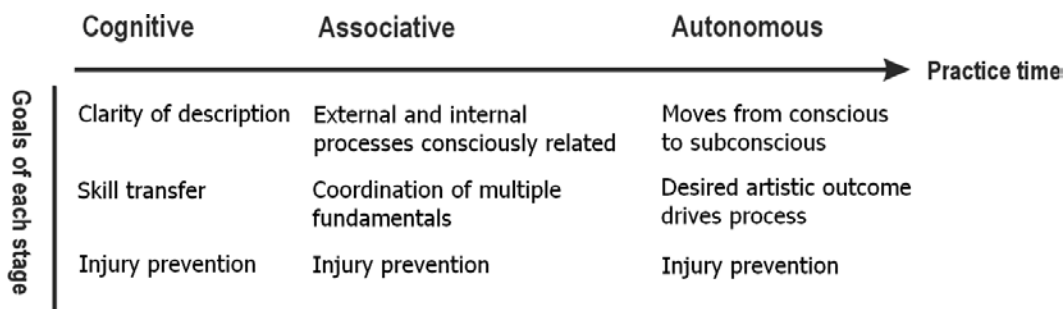 Cognitive Associative Autonomous
Practice time
Goals of each stage
Clarity of description
External and internal
processes consciously related
Moves from conscious
to subconscious
Skill transfer
Coordination of multiple
fundamentals
Desired artistic outcome
drives process
Injury prevention
Injury prevention
Injury prevention